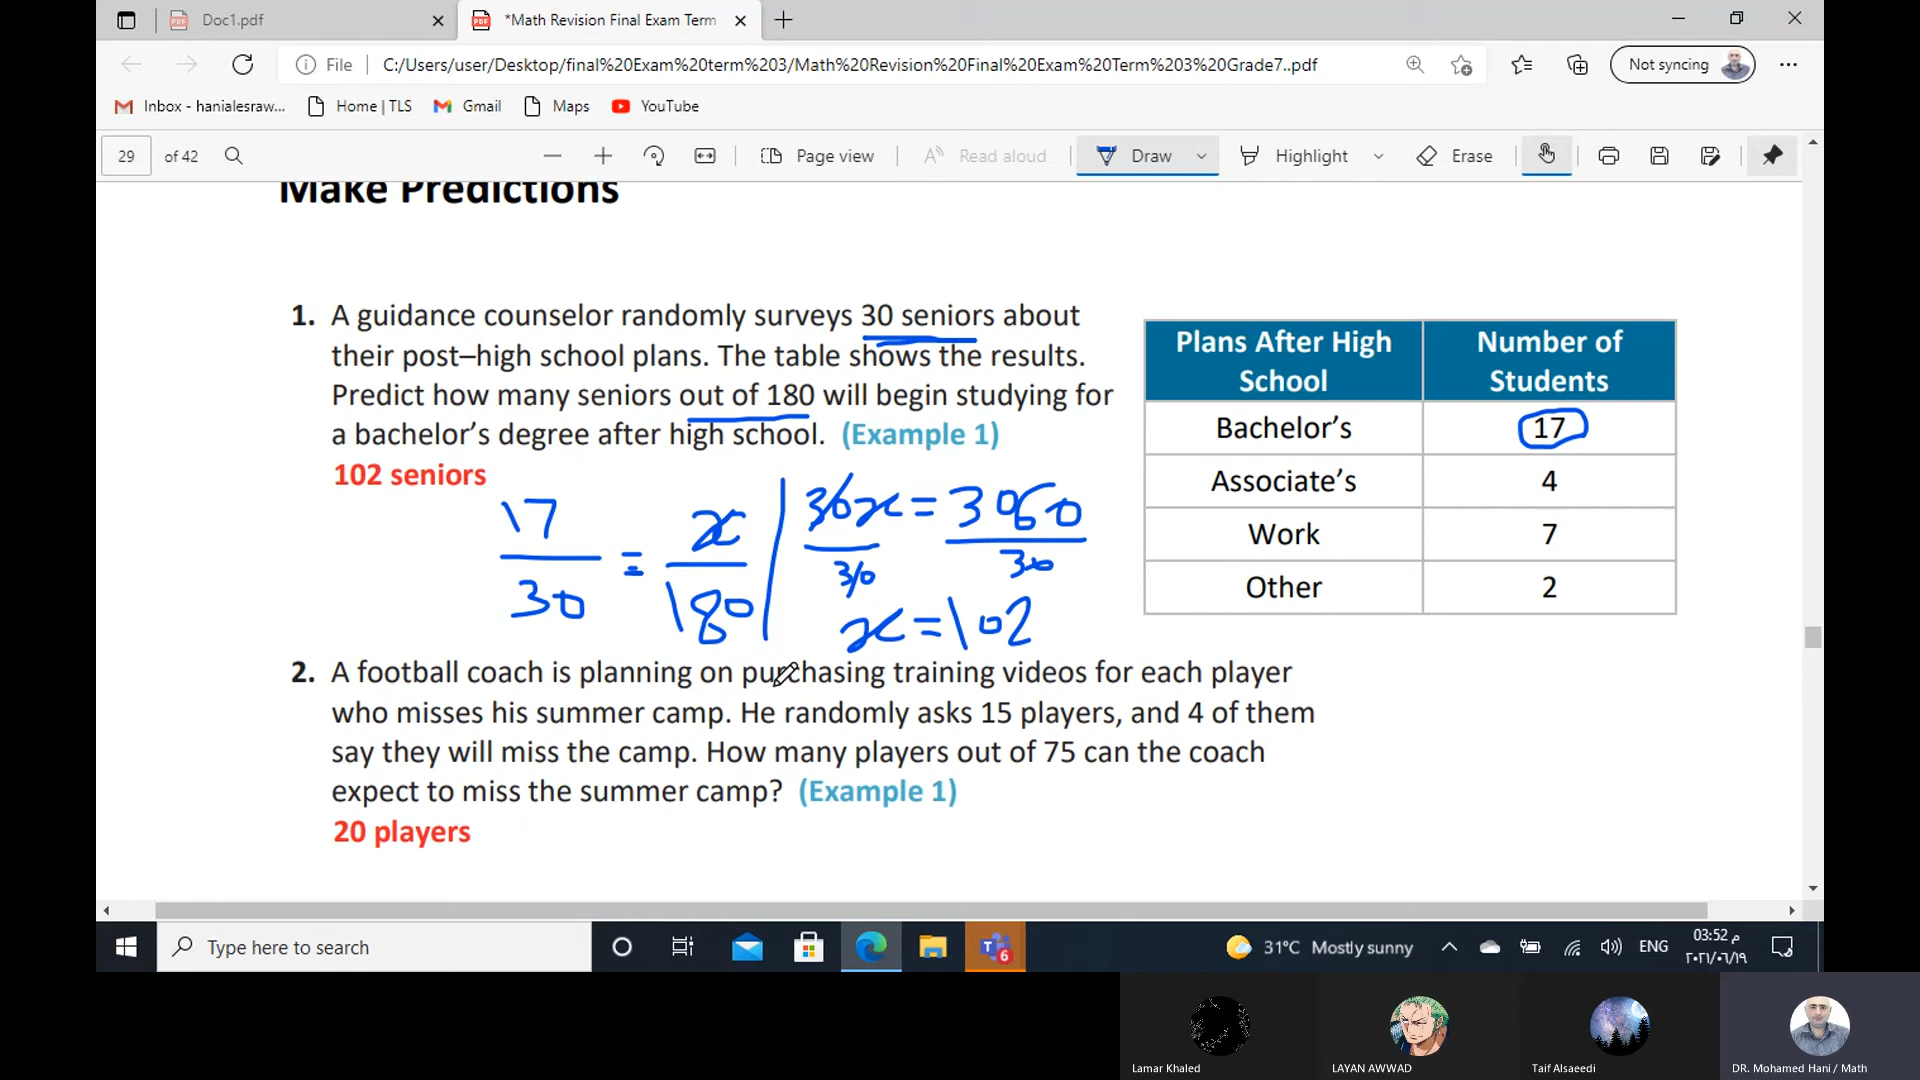 Doc1.pdf
*Math Revision Final Exam Term
File
C:/Users/user/Desktop/final%20Exam%20term%203/Math%20Revision%20Final%20Exam%20Term%203%20Grade7..pdf
Not syncing
Inbox - hanialesraw...
Home | TLS
Gmail
Maps
YouTube
29 of 42
Page view
Read aloud
Draw
Highlight
Erase
Make Predictions
1. A guidance counselor randomly surveys 30 seniors about
their post–high school plans. The table shows the results.
Predict how many seniors out of 180 will begin studying for
a bachelor's degree after high school. (Example 1)
102 seniors
Plans After High School
Number of Students
Bachelor's 17
Associate's 4
Work 7
Other 2
17/30 = x/180
30x/30 = 3060/30
x = 102
2. A football coach is planning on purchasing training videos for each player
who misses his summer camp. He randomly asks 15 players, and 4 of them
say they will miss the camp. How many players out of 75 can the coach
expect to miss the summer camp? (Example 1)
20 players
Type here to search
6
31°C Mostly sunny
ENG
03:52 م
٢٠٢١/٠٦/١٩
Lamar Khaled
LAYAN AWWAD
Taif Alsaeedi
DR. Mohamed Hani / Math